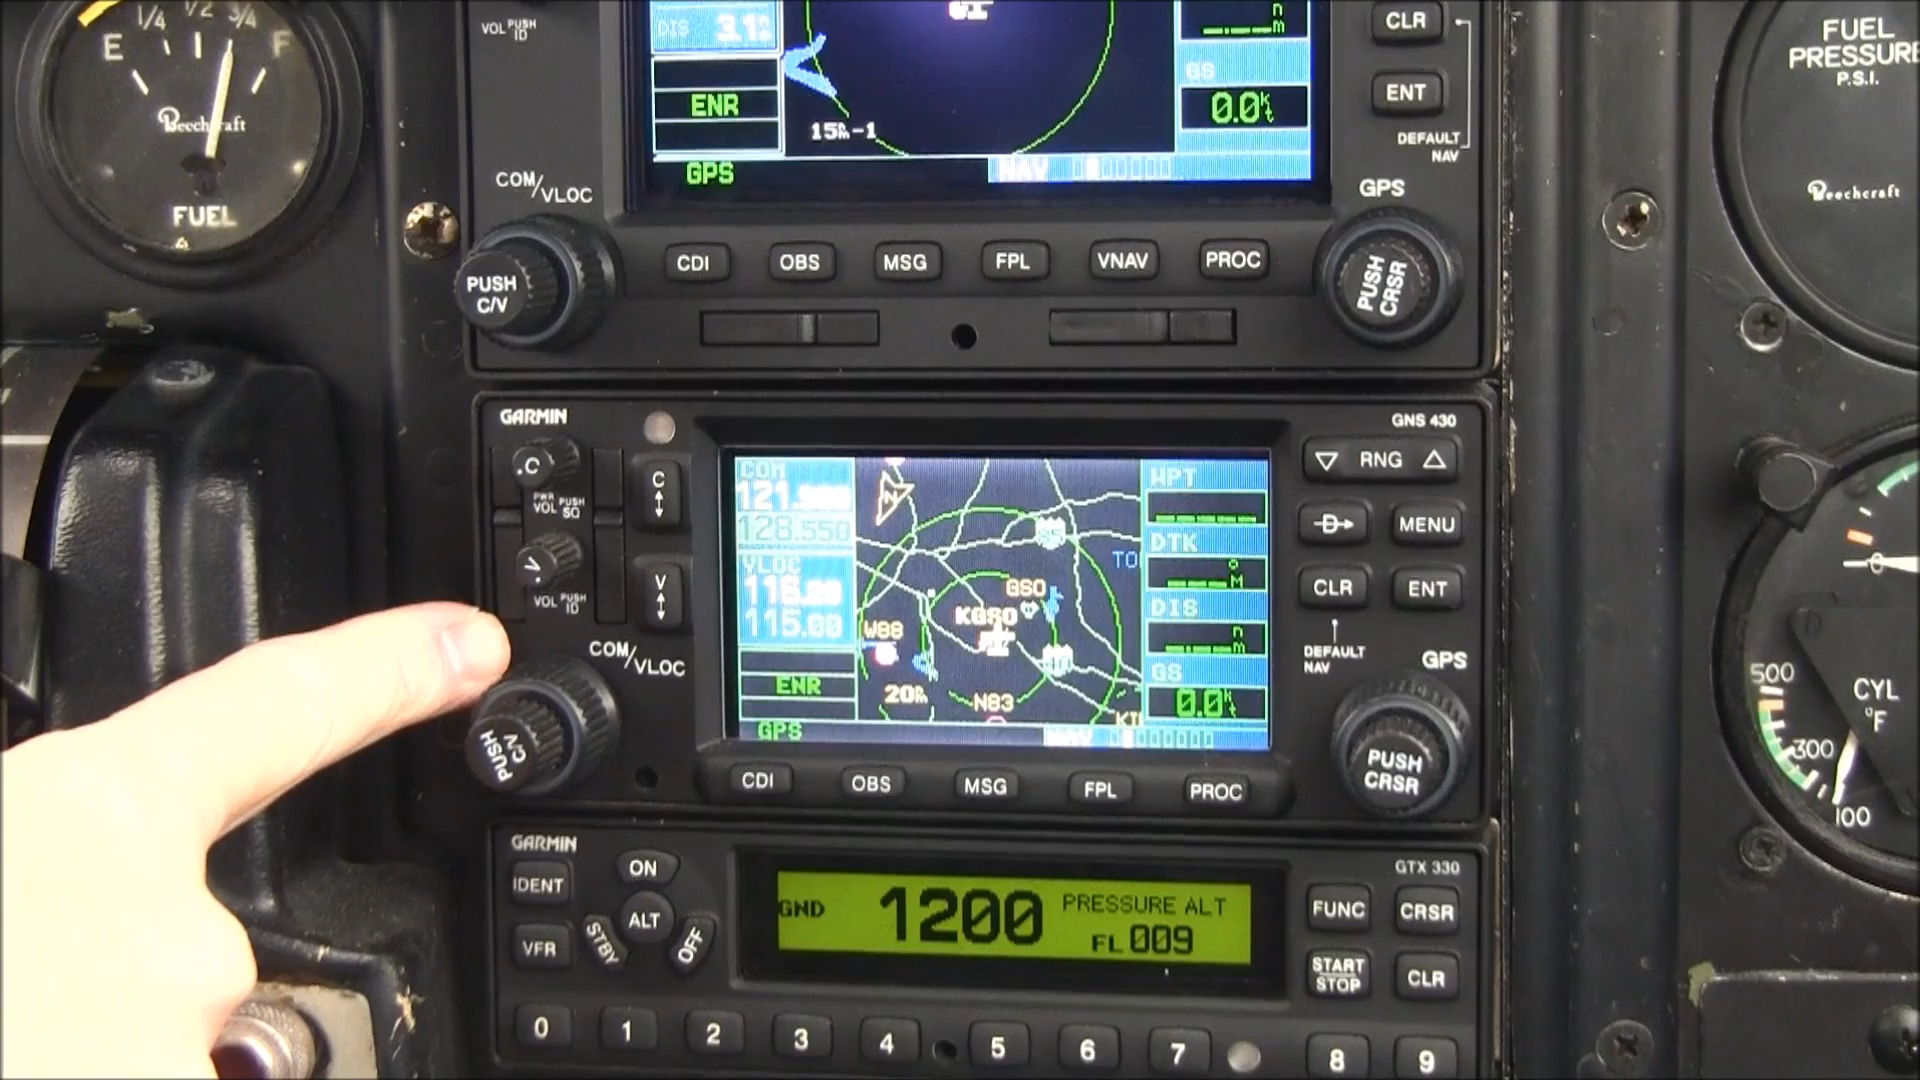 E 1/4 1/2 3/4 F
Beechcraft
FUEL
VOL PUSH ID
DIS 3.1
ENR
15 -1
GPS
NAV
GS
0.0
CLR
ENT
DEFAULT NAV
COM/VLOC
GPS
PUSH C/V
CDI OBS MSG FPL VNAV PROC
PUSH CRSR
FUEL
PRESSURE
P.S.I.
Beechcraft
GARMIN
GNS 430
.C
PWR VOL PUSH SQ
C
V.
VOL PUSH ID
V
COM/VLOC
PUSH C/V
COM
128.550
VLOC
115.00
ENR
GPS
N
GSO
KGSO
W88
20
N83
TO
NAV
WPT
DTK
M
DIS
GS
0.0
RNG
D
MENU
CLR
ENT
DEFAULT NAV
GPS
PUSH CRSR
CDI OBS MSG FPL PROC
GARMIN
GTX 330
IDENT
ON
ALT
VFR
STBY
OFF
GND 1200 PRESSURE ALT
FL 009
FUNC
CRSR
START STOP
CLR
0 1 2 3 4 5 6 7 8 9
500
CYL
°F
300
100